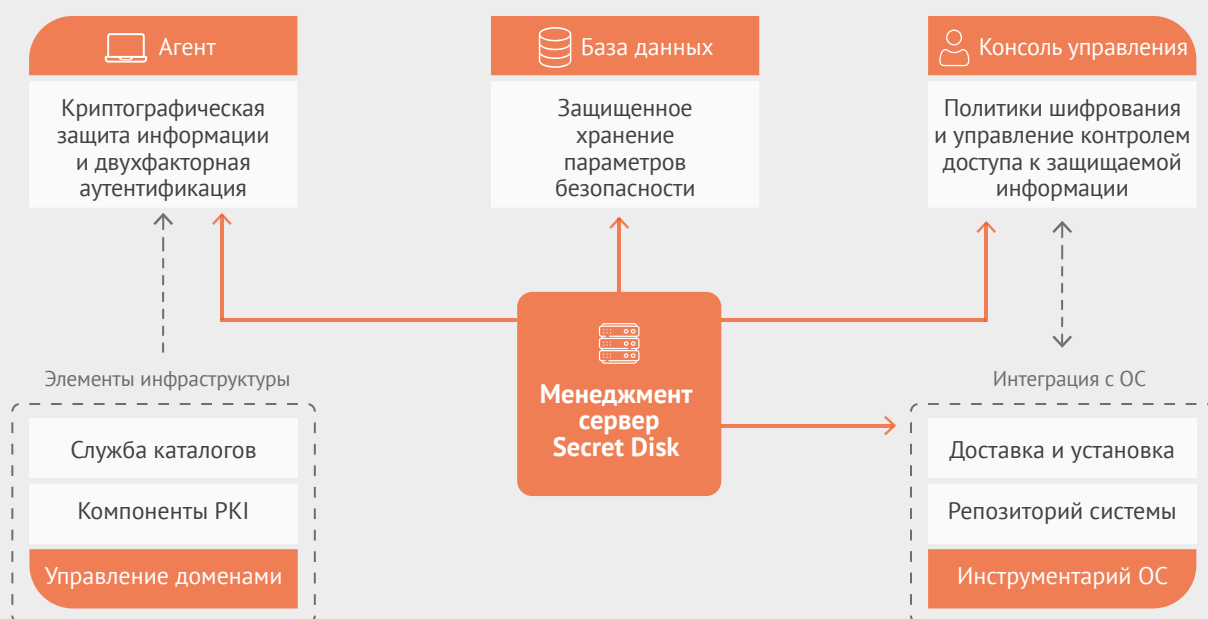 Агент
Криптографическая
защита информации
и двухфакторная
аутентификация
База данных
Защищенное
хранение
параметров
безопасности
Консоль управления
Политики шифрования
и управление контролем
доступа к защищаемой
информации
Менеджмент
сервер
Secret Disk
Элементы инфраструктуры
Служба каталогов
Компоненты PKI
Управление доменами
Интеграция с ОС
Доставка и установка
Репозиторий системы
Инструментарий ОС